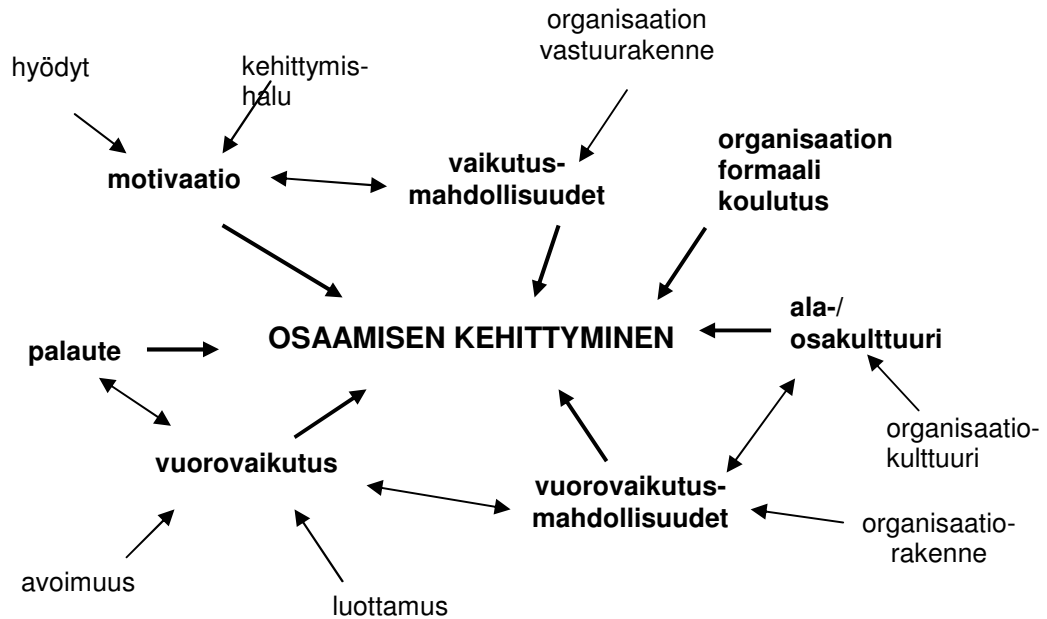 organisaation
vastuurakenne
hyödyt
kehittymis-
halu
organisaation
formaali
koulutus
motivaatio
vaikutus-
mahdollisuudet
ala-/
osakulttuuri
OSAAMISEN KEHITTYMINEN
palaute
organisaatio-
kulttuuri
vuorovaikutus
vuorovaikutus-
mahdollisuudet
organisaatio-
rakenne
avoimuus
luottamus